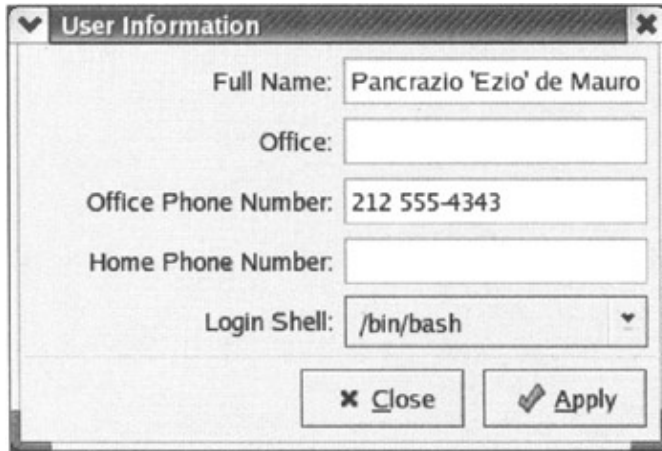 User Information
Full Name: Pancrazio 'Ezio' de Mauro
Office:
Office Phone Number: 212 555-4343
Home Phone Number:
Login Shell: /bin/bash
Close Apply